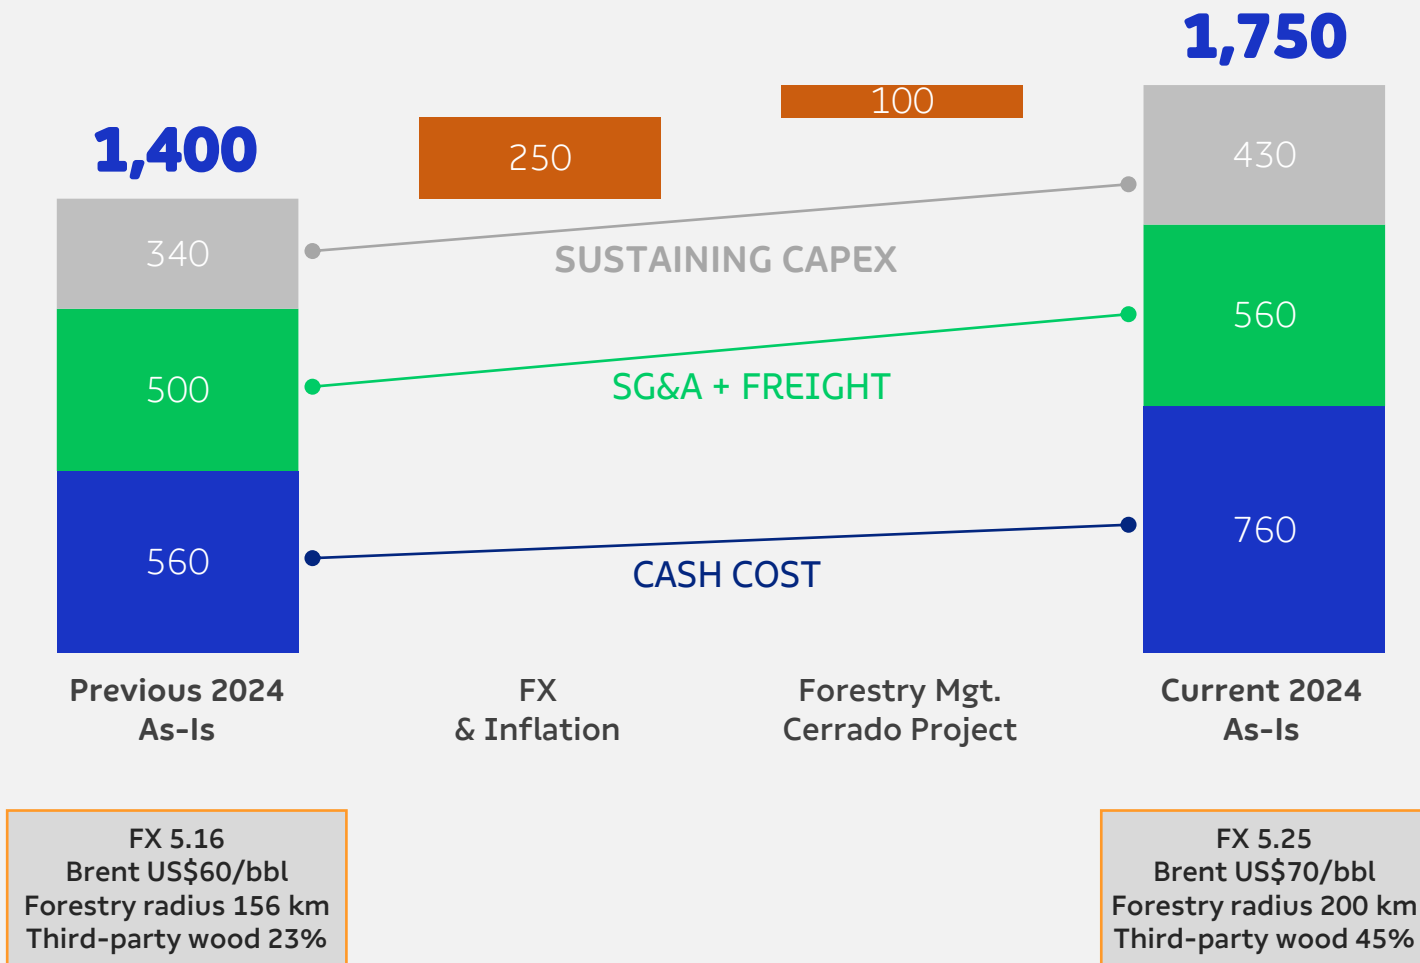 1,750
1,400
100
250
430
340
SUSTAINING CAPEX
560
500
SG&A + FREIGHT
760
560
CASH COST
Previous 2024
As-Is
FX
& Inflation
Forestry Mgt.
Cerrado Project
Current 2024
As-Is
FX 5.16
Brent US$60/bbl
Forestry radius 156 km
Third-party wood 23%
FX 5.25
Brent US$70/bbl
Forestry radius 200 km
Third-party wood 45%